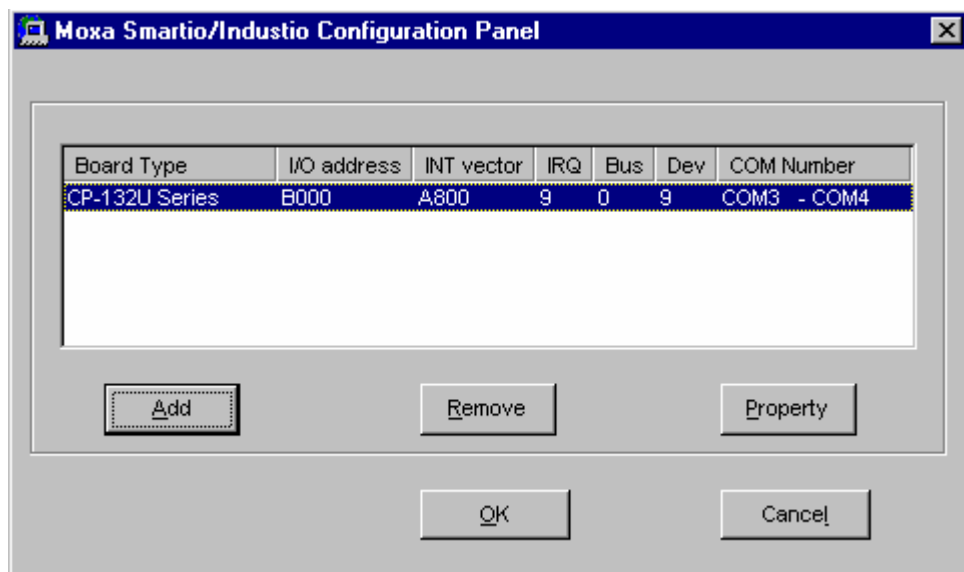 Moxa Smartio/Industio Configuration Panel
Board Type I/O address INT vector IRQ Bus Dev COM Number
CP-132U Series B000 A800 9 0 9 COM3 - COM4
Add Remove Property
OK Cancel